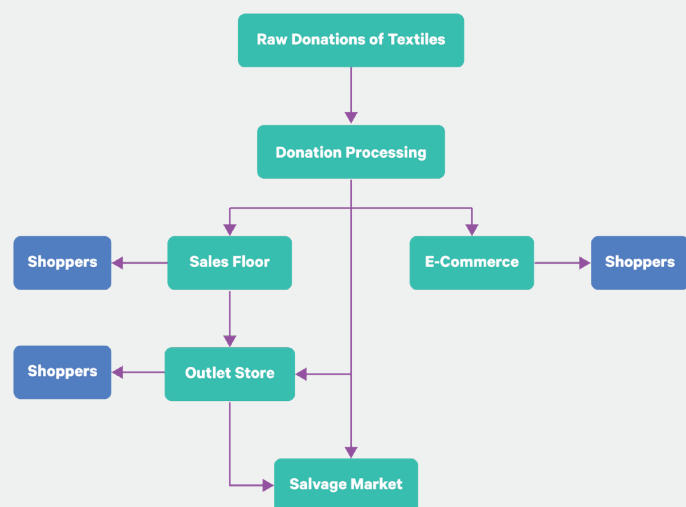 Raw Donations of Textiles
Donation Processing
Shoppers
Sales Floor
E-Commerce
Shoppers
Shoppers
Outlet Store
Salvage Market